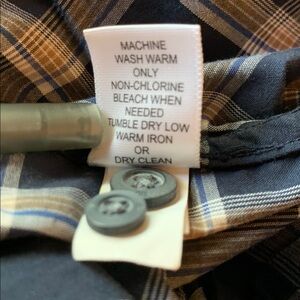 MACHINE
WASH WARM
ONLY
NON-CHLORINE
BLEACH WHEN
NEEDED
TUMBLE DRY LOW
WARM IRON
OR
DRY CLEAN